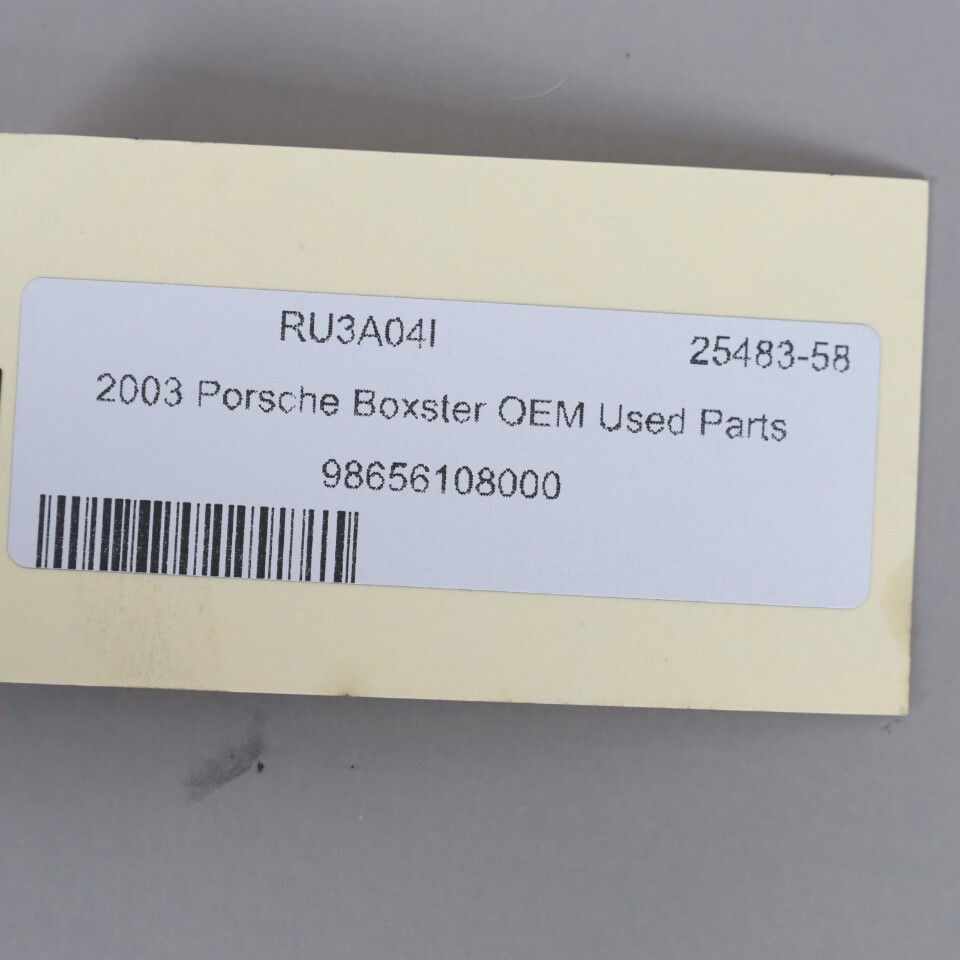 RU3A04I
25483-58
2003 Porsche Boxster OEM Used Parts
98656108000